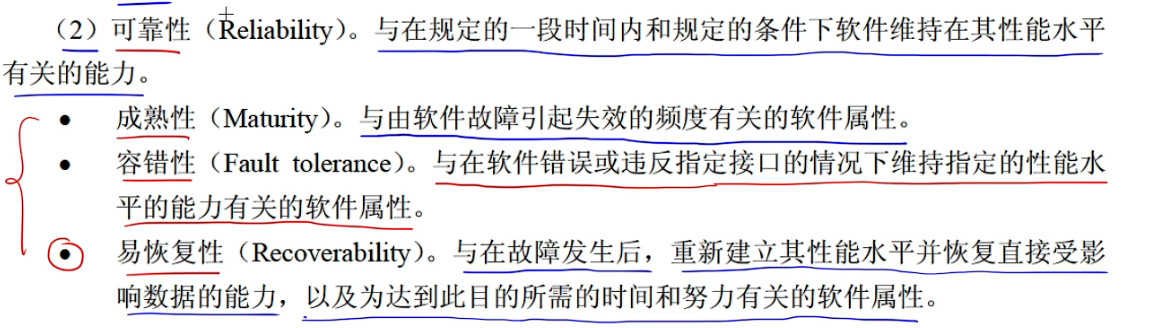 （2）可靠性（Reliability）。与在规定的一段时间内和规定的条件下软件维持在其性能水平
有关的能力。
● 成熟性（Maturity）。与由软件故障引起失效的频度有关的软件属性。
● 容错性（Fault tolerance）。与在软件错误或违反指定接口的情况下维持指定的性能水
平的能力有关的软件属性。
● 易恢复性（Recoverability）。与在故障发生后，重新建立其性能水平并恢复直接受影
响数据的能力，以及为达到此目的所需的时间和努力有关的软件属性。